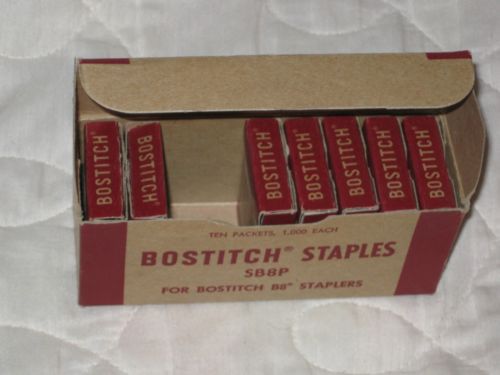 BOSTITCH®
BOSTITCH®
BOSTITCH®
BOSTITCH®
BOSTITCH®
BOSTITCH®
BOSTITCH®
TEN PACKETS, 1,000 EACH
BOSTITCH® STAPLES
SB8P
FOR BOSTITCH B8® STAPLERS